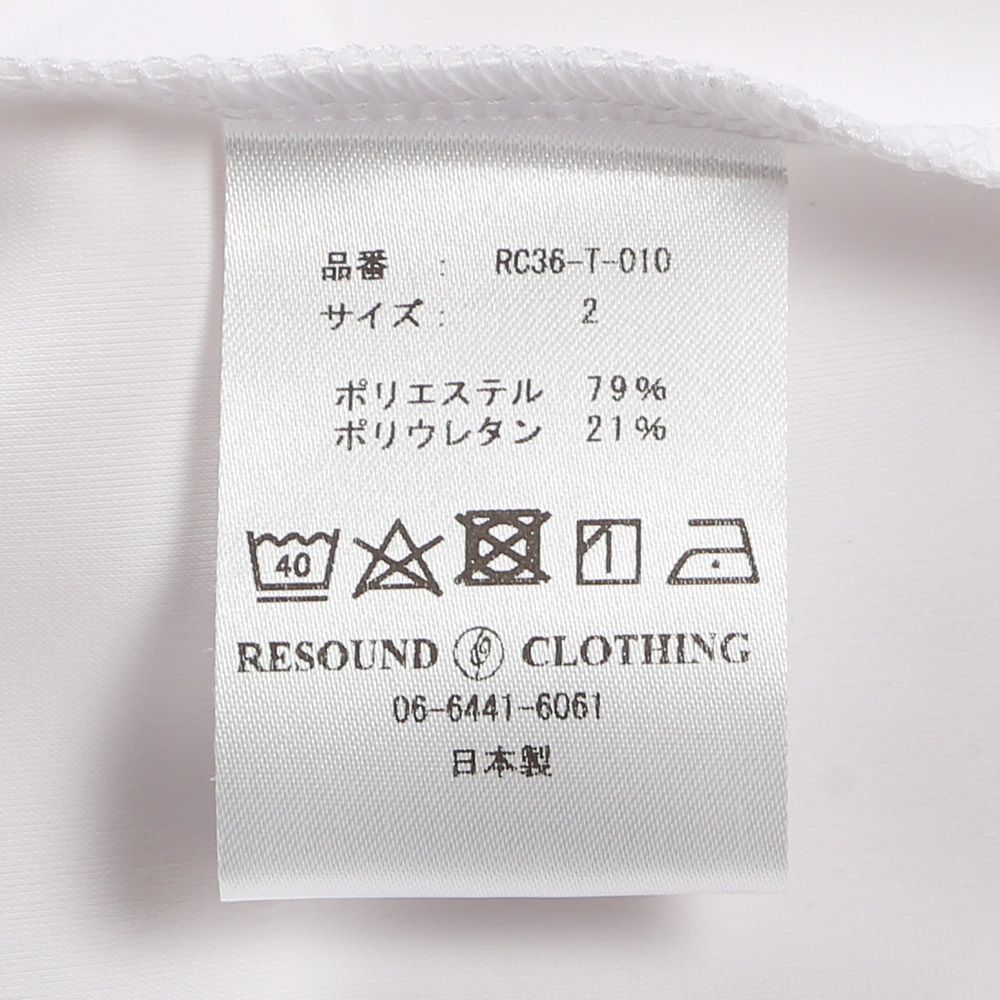 品番 : RC36-T-010
サイズ: 2
ポリエステル 79%
ポリウレタン 21%
40
RESOUND CLOTHING
06-6441-6061
日本製